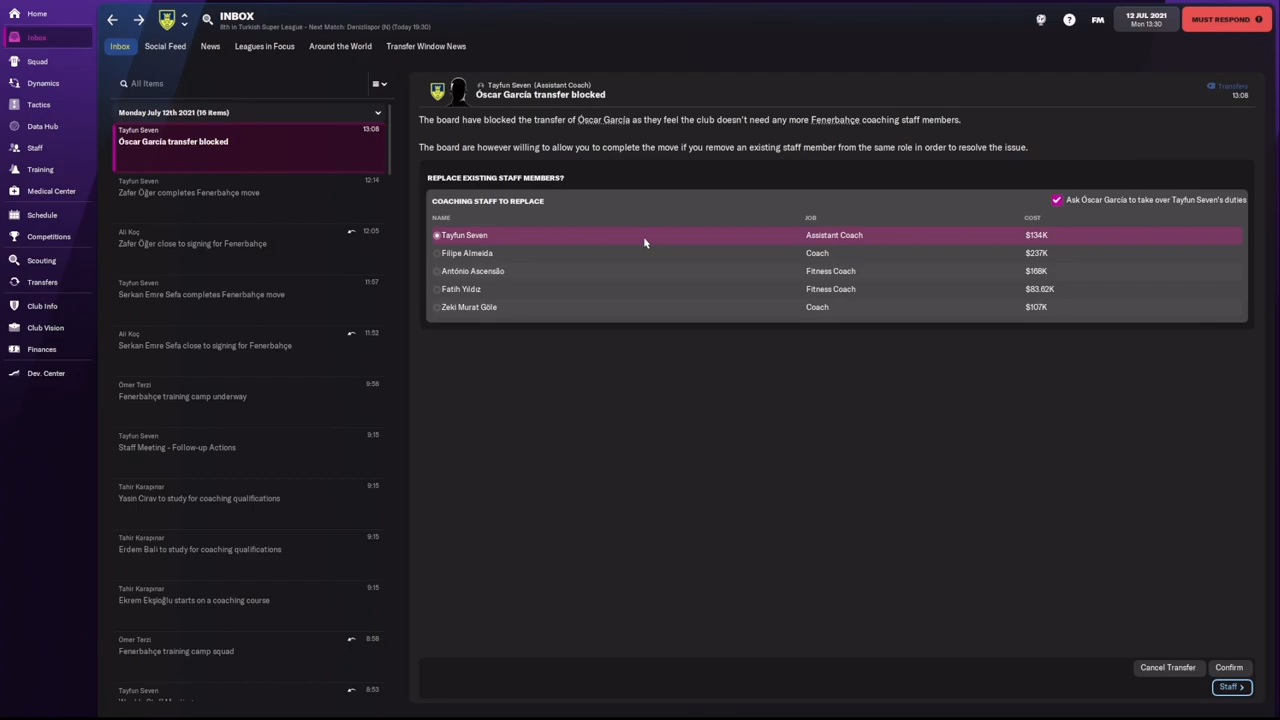 Home
Inbox
Squad
Dynamics
Tactics
Data Hub
Staff
Training
Medical Center
Schedule
Competitions
Scouting
Transfers
Club Info
Club Vision
Finances
Dev. Center
INBOX
8th in Turkish Super League - Next Match: Denizlispor (N) (Today 19:30)
FM
12 JUL 2021
Mon 13:30
MUST RESPOND
Inbox
Social Feed
News
Leagues in Focus
Around the World
Transfer Window News
All Items
Monday July 12th 2021 (16 items)
Tayfun Seven 13:08
Óscar García transfer blocked
Tayfun Seven 12:14
Zafer Öğer completes Fenerbahçe move
Ali Koç 12:05
Zafer Öğer close to signing for Fenerbahçe
Tayfun Seven 11:57
Serkan Emre Sefa completes Fenerbahçe move
Ali Koç 11:52
Serkan Emre Sefa close to signing for Fenerbahçe
Ömer Terzi 9:58
Fenerbahçe training camp underway
Tayfun Seven 9:15
Staff Meeting - Follow-up Actions
Tahir Karapınar 9:15
Yasin Cirav to study for coaching qualifications
Tahir Karapınar 9:15
Erdem Bali to study for coaching qualifications
Tahir Karapınar 9:15
Ekrem Ekşioğlu starts on a coaching course
Ömer Terzi 8:58
Fenerbahçe training camp squad
Tayfun Seven 8:53
Tayfun Seven (Assistant Coach)
Óscar García transfer blocked
Transfers
13:08
The board have blocked the transfer of Óscar García as they feel the club doesn't need any more Fenerbahçe coaching staff members.
The board are however willing to allow you to complete the move if you remove an existing staff member from the same role in order to resolve the issue.
REPLACE EXISTING STAFF MEMBERS?
COACHING STAFF TO REPLACE
Ask Óscar García to take over Tayfun Seven's duties
NAME JOB COST
Tayfun Seven Assistant Coach $134K
Filipe Almeida Coach $237K
António Ascensão Fitness Coach $168K
Fatih Yıldız Fitness Coach $83.62K
Zeki Murat Göle Coach $107K
Cancel Transfer
Confirm
Staff